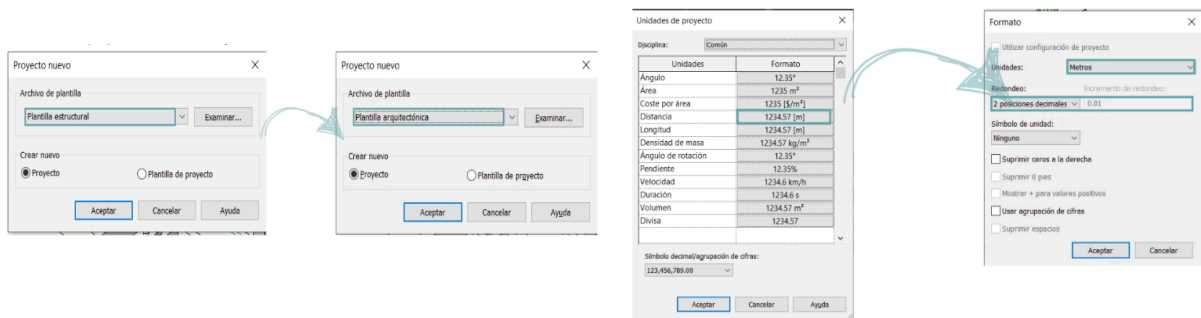 Proyecto nuevo
Archivo de plantilla
Plantilla estructural
Examinar...
Crear nuevo
Proyecto
Plantilla de proyecto
Aceptar Cancelar Ayuda
Proyecto nuevo
Archivo de plantilla
Plantilla arquitectónica
Examinar...
Crear nuevo
Proyecto
Plantilla de proyecto
Aceptar Cancelar Ayuda
Unidades de proyecto
Disciplina: Común
Unidades Formato
Ángulo 12.35°
Área 1235 m²
Coste por área 1235 [$/m²]
Distancia 1234.57 [m]
Longitud 1234.57 [m]
Densidad de masa 1234.57 kg/m³
Ángulo de rotación 12.35°
Pendiente 12.35%
Velocidad 1234.6 km/h
Duración 1234.6 s
Volumen 1234.57 m³
Divisa 1234.57
Símbolo decimal/agrupación de cifras:
123,456,789.00
Aceptar Cancelar Ayuda
Formato
Utilizar configuración de proyecto
Unidades: Metros
Redondeo: Incremento de redondeo:
2 posiciones decimales 0.01
Símbolo de unidad:
Ninguno
Suprimir ceros a la derecha
Suprimir 0 pies
Mostrar + para valores positivos
Usar agrupación de cifras
Suprimir espacios
Aceptar Cancelar